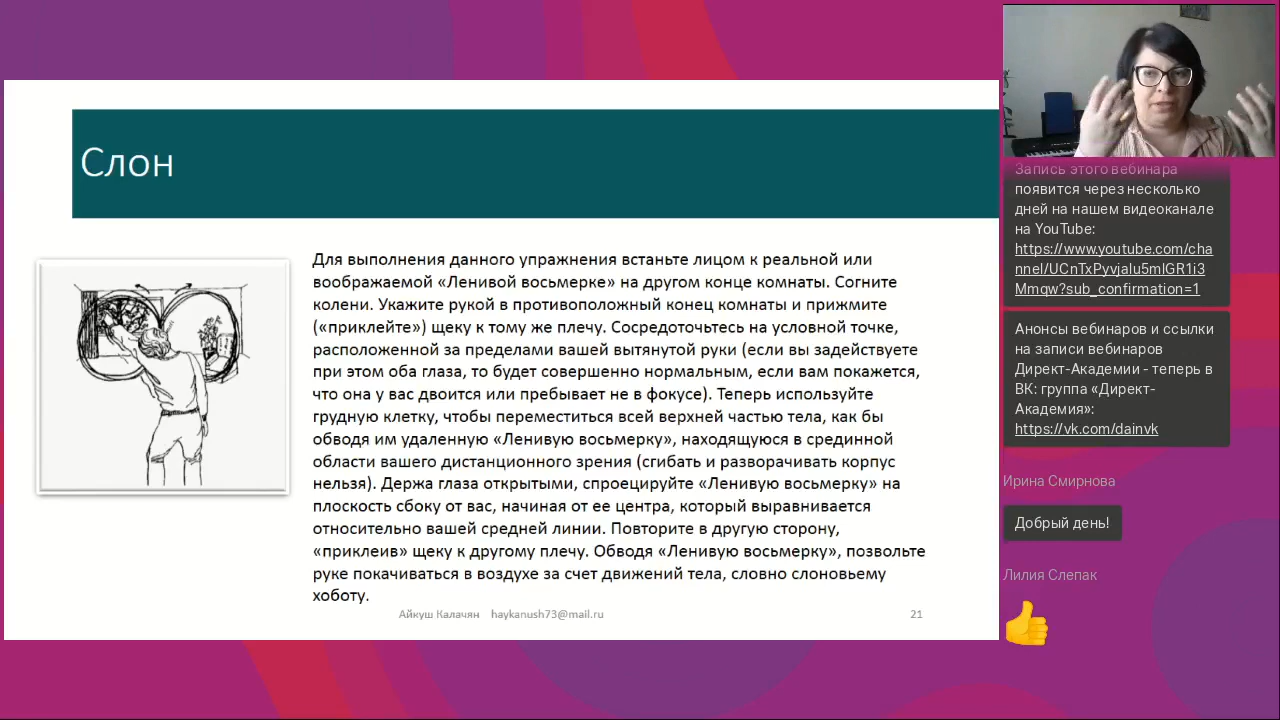 Слон
Для выполнения данного упражнения встаньте лицом к реальной или
воображаемой «Ленивой восьмерке» на другом конце комнаты. Согните
колени. Укажите рукой в противоположный конец комнаты и прижмите
(«приклейте») щеку к тому же плечу. Сосредоточьтесь на условной точке,
расположенной за пределами вашей вытянутой руки (если вы задействуете
при этом оба глаза, то будет совершенно нормальным, если вам покажется,
что она у вас двоится или пребывает не в фокусе). Теперь используйте
грудную клетку, чтобы переместиться всей верхней частью тела, как бы
обводя им удаленную «Ленивую восьмерку», находящуюся в срединной
области вашего дистанционного зрения (сгибать и разворачивать корпус
нельзя). Держа глаза открытыми, спроецируйте «Ленивую восьмерку» на
плоскость сбоку от вас, начиная от ее центра, который выравнивается
относительно вашей средней линии. Повторите в другую сторону,
«приклеив» щеку к другому плечу. Обводя «Ленивую восьмерку», позвольте
руке покачиваться в воздухе за счет движений тела, словно слоновьему
хоботу.
Айкуш Калачян haykanush73@mail.ru
21
Запись этого вебинара
появится через несколько
дней на нашем видеоканале
на YouTube:
https://www.youtube.com/cha
nnel/UCnTxPyvjalu5mIGR1i3
Mmqw?sub_confirmation=1
Анонсы вебинаров и ссылки
на записи вебинаров
Директ-Академии - теперь в
ВК: группа «Директ-
Академия»:
https://vk.com/dainvk
Ирина Смирнова
Добрый день!
Лилия Слепак